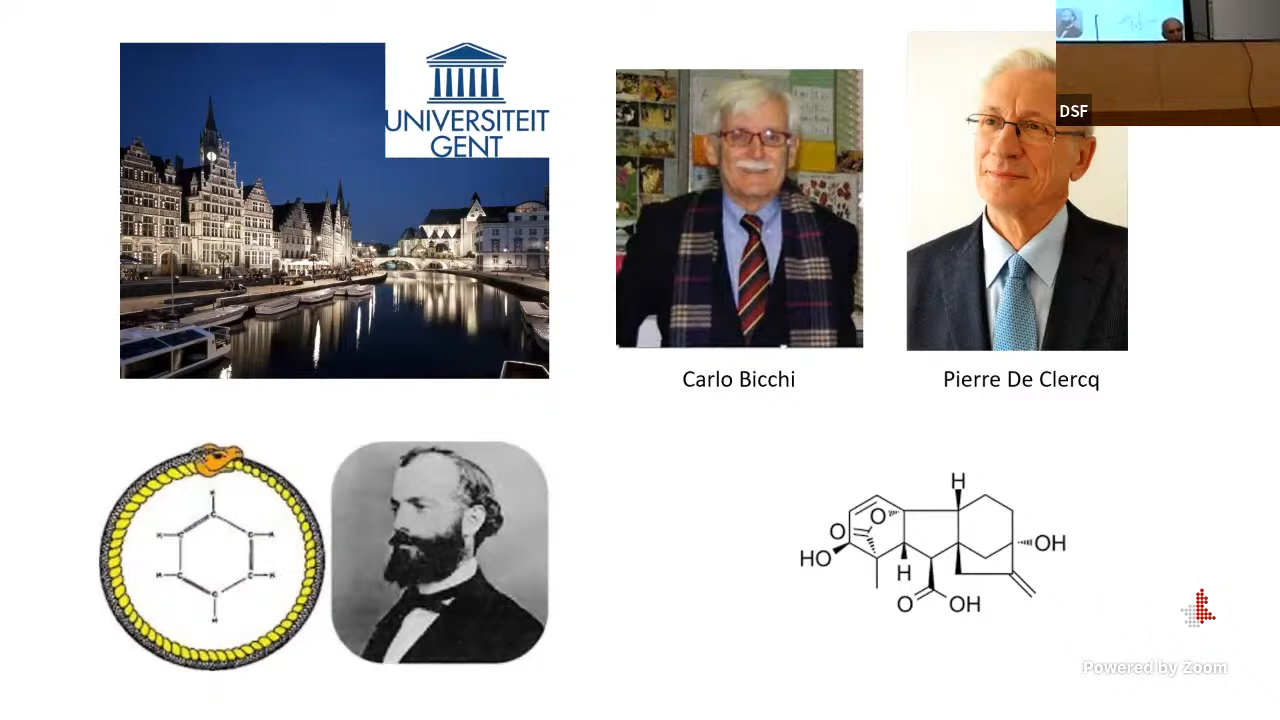 UNIVERSITEIT
GENT
DSF
Carlo Bicchi
Pierre De Clercq
H
C
H
C
C
H
H
C
C
H
C
H
H
O
O
HO
H
OH
O
OH
Powered by Zoom